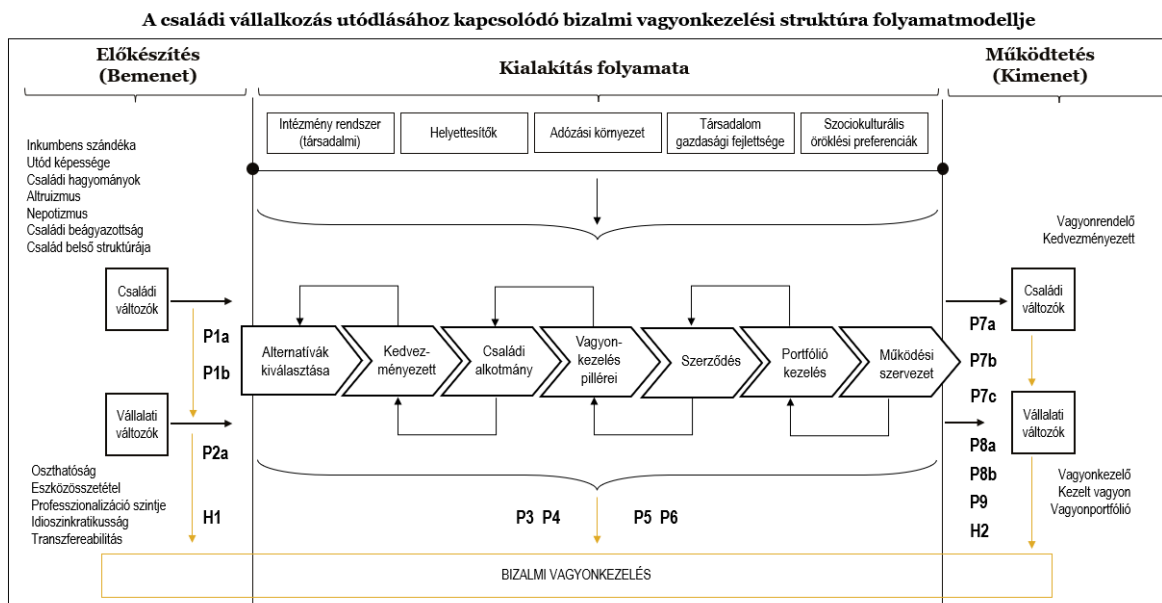 A családi vállalkozás utódlásához kapcsolódó bizalmi vagyonkezelési struktúra folyamatmodellje
Előkészítés
(Bemenet)
Kialakítás folyamata
Működtetés
(Kimenet)
Intézmény rendszer
(társadalmi)
Helyettesítők
Adózási környezet
Társadalom
gazdasági fejlettsége
Szociokulturális
öröklési preferenciák
Inkumbens szándéka
Utód képessége
Családi hagyományok
Altruizmus
Nepotizmus
Családi beágyazottság
Család belső struktúrája
Vagyonrendelő
Kedvezményezett
Családi
változók
P1a
P1b
Alternatívák
kiválasztása
Kedvez-
ményezett
Családi
alkotmány
Vagyon-
kezelés
pillérei
Szerződés
Portfólió
kezelés
Működési
szervezet
Családi
változók
P7a
P7b
P7c
Vállalati
változók
P2a
Vállalati
változók
P8a
P8b
P9
H2
Oszthatóság
Eszközösszetétel
Professzionalizáció szintje
Idioszinkratikusság
Transzfereabilitás
H1
P3 P4
P5 P6
Vagyonkezelő
Kezelt vagyon
Vagyonportfólió
BIZALMI VAGYONKEZELÉS